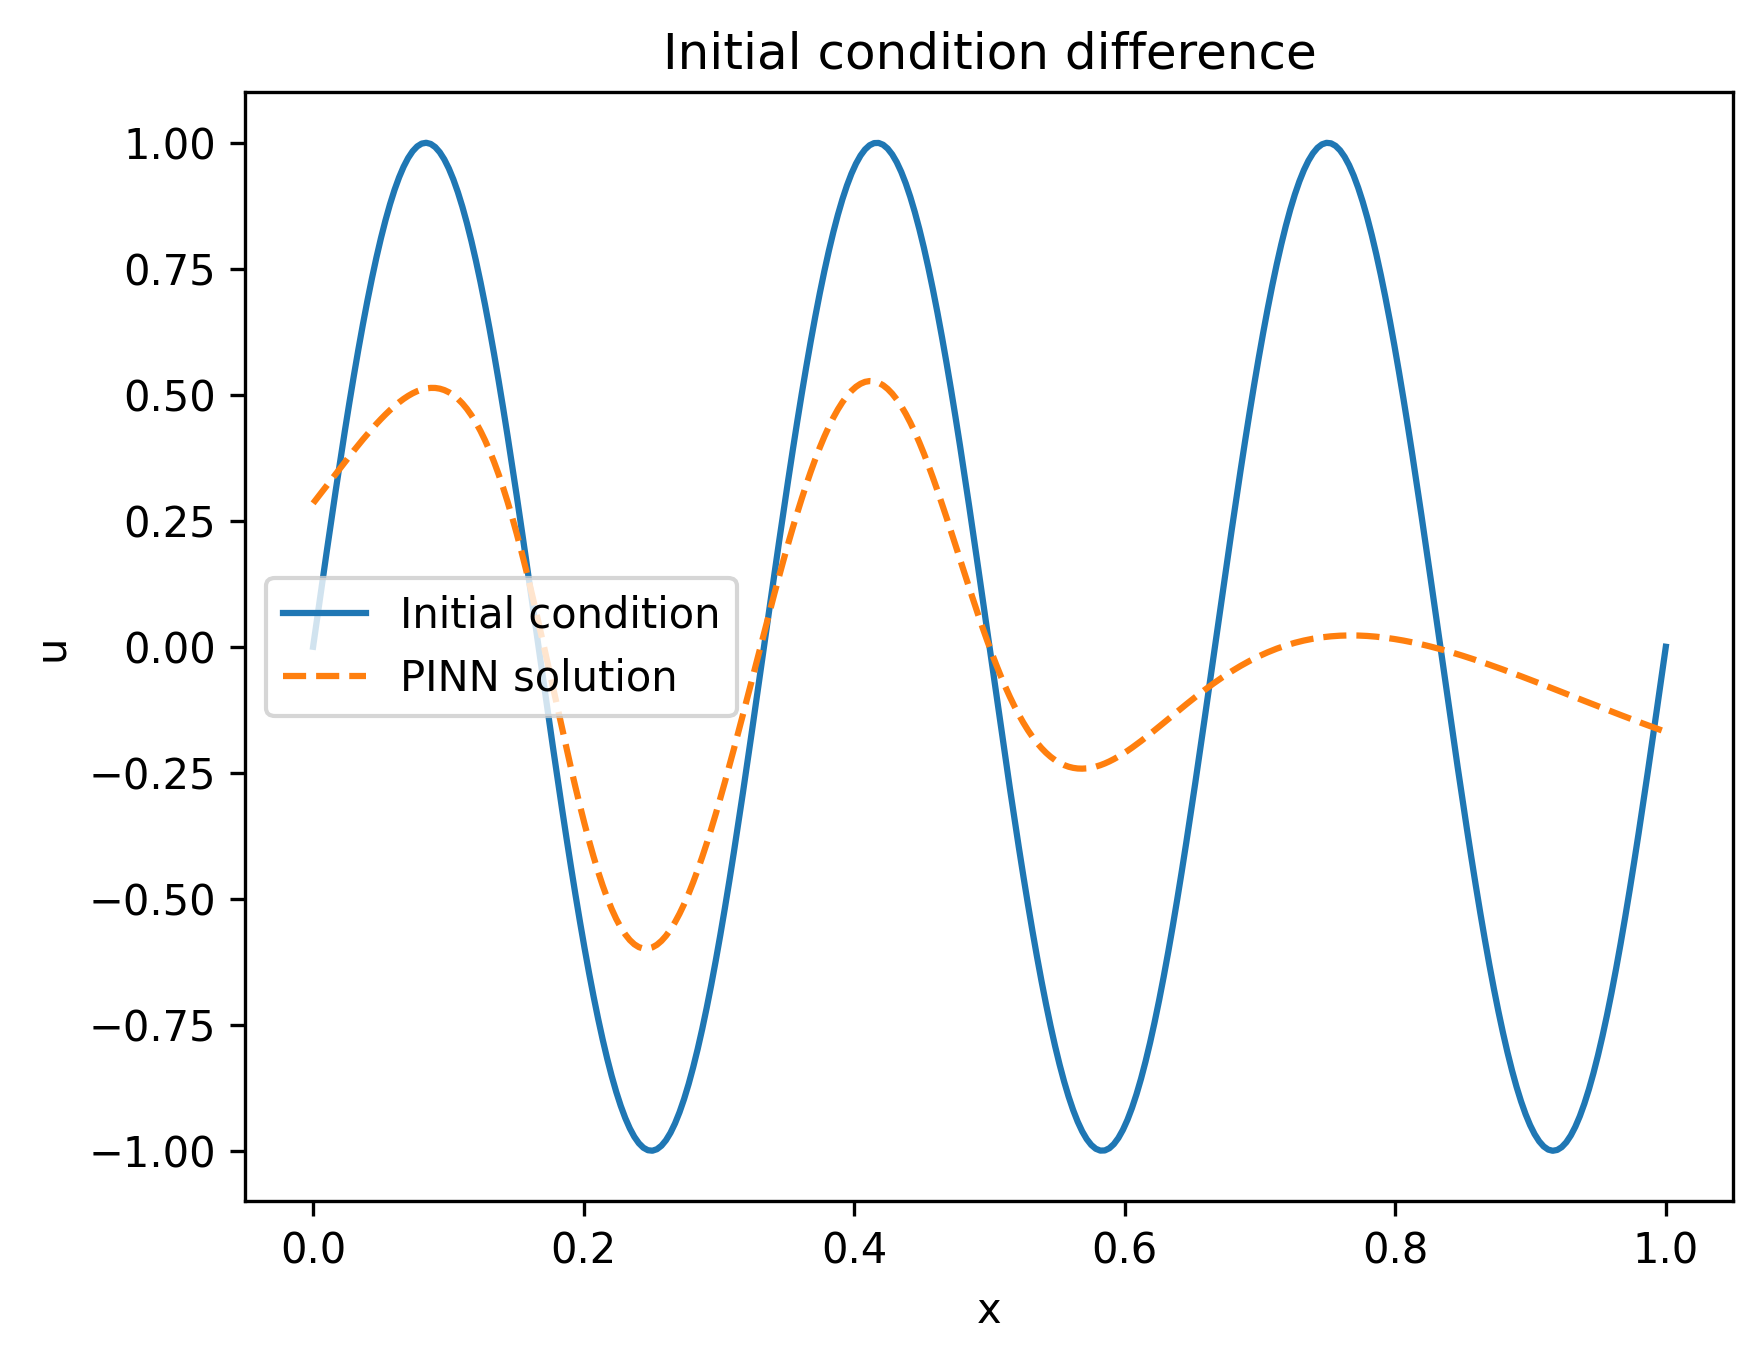 Initial condition difference
1.00
0.75
0.50
0.25
0.00
−0.25
−0.50
−0.75
−1.00
u
Initial condition
PINN solution
0.0 0.2 0.4 0.6 0.8 1.0
x